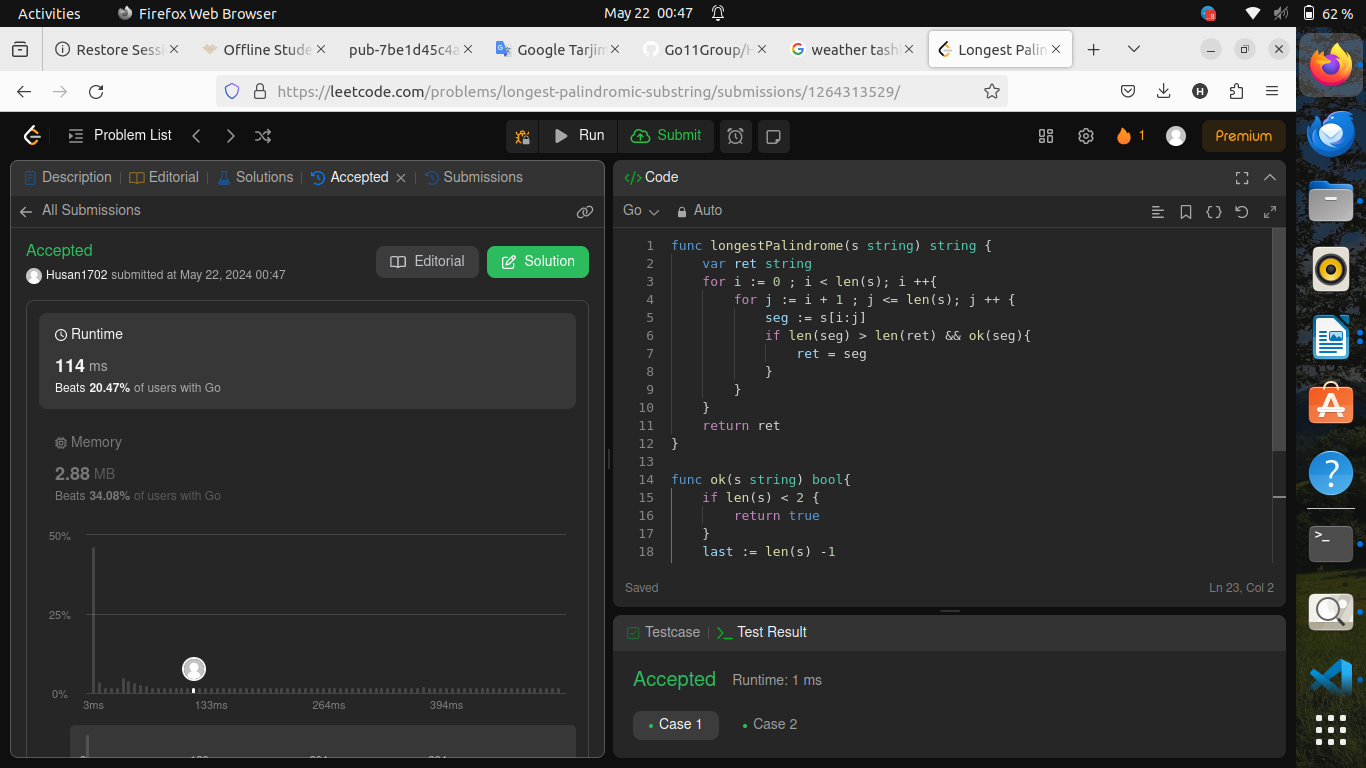 Activities
Firefox Web Browser
May 22 00:47
8
62 %
Restore Sessi
Offline Stude
pub-7be1d45c4a
Google Tarjim
Go11Group/H
weather tash
Longest Palin
https://leetcode.com/problems/longest-palindromic-substring/submissions/1264313529/
H
Problem List
Run
Submit
1
Premium
Description
Editorial
Solutions
Accepted
Submissions
All Submissions
Accepted
Husan1702 submitted at May 22, 2024 00:47
Editorial
Solution
Runtime
114 ms
Beats 20.47% of users with Go
Memory
2.88 MB
Beats 34.08% of users with Go
50%
25%
0%
3ms
133ms
264ms
394ms
</> Code
Go
Auto
1 func longestPalindrome(s string) string {
2     var ret string
3     for i := 0 ; i < len(s); i ++{
4         for j := i + 1 ; j <= len(s); j ++ {
5             seg := s[i:j]
6             if len(seg) > len(ret) && ok(seg){
7                 ret = seg
8             }
9         }
10     }
11     return ret
12 }
13
14 func ok(s string) bool{
15     if len(s) < 2 {
16         return true
17     }
18     last := len(s) -1
Saved
Ln 23, Col 2
Testcase
Test Result
Accepted
Runtime: 1 ms
Case 1
Case 2